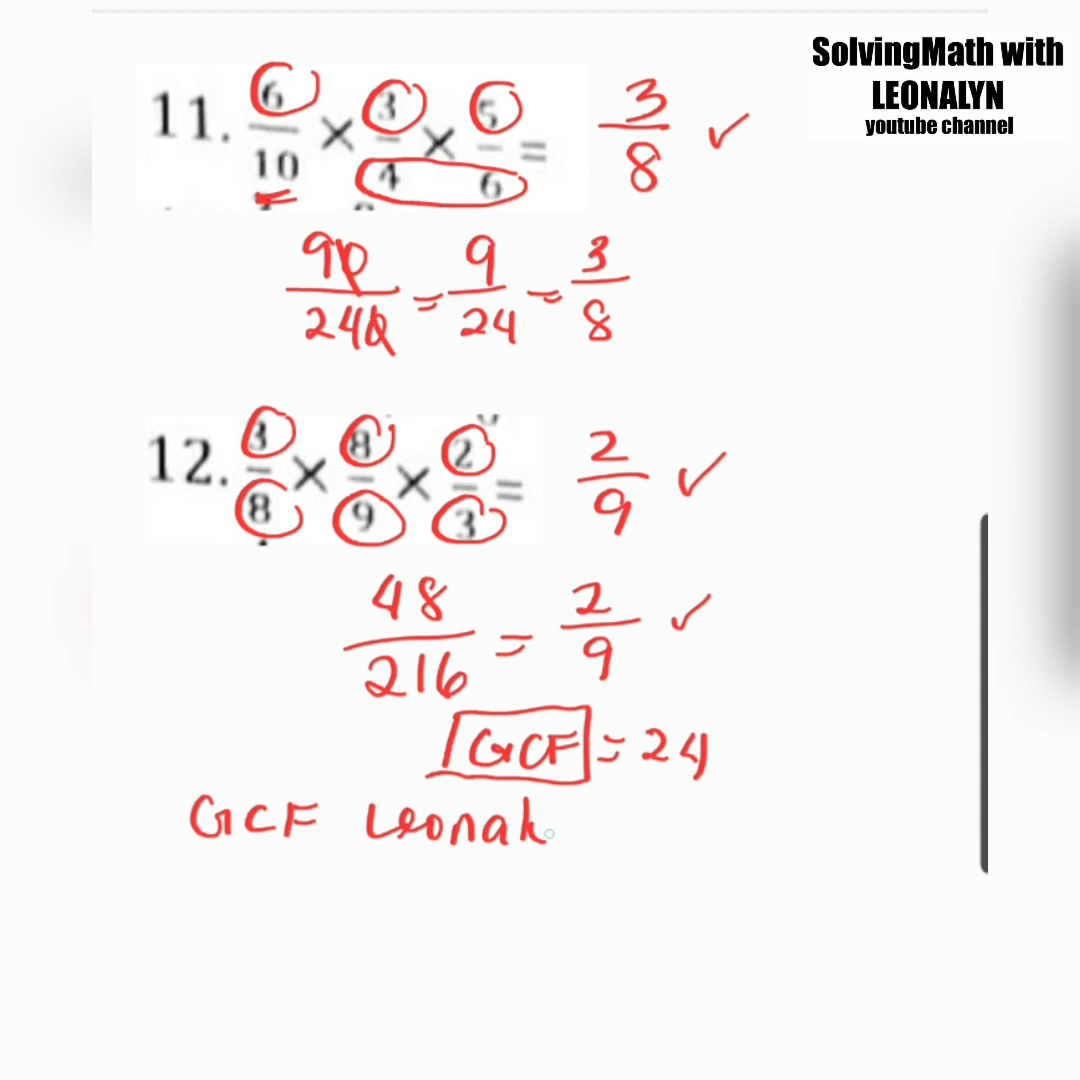 SolvingMath with
LEONALYN
youtube channel
11. 6/10 × 3/4 × 5/6 = 3/8 ✓
90/240 = 9/24 = 3/8
12. 3/8 × 8/9 × 2/3 = 2/9 ✓
48/216 = 2/9 ✓
GCF = 24
GCF Leonal